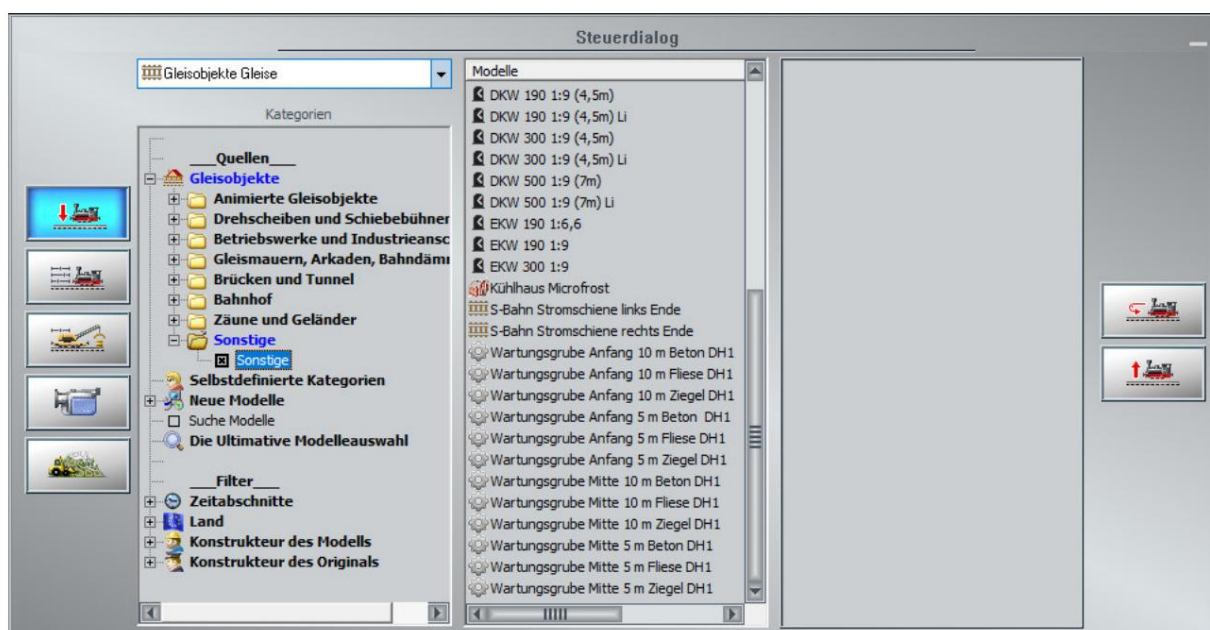 Steuerdialog
Gleisobjekte Gleise
Kategorien
___Quellen___
Gleisobjekte
Animierte Gleisobjekte
Drehscheiben und Schiebebühner
Betriebswerke und Industrieansc
Gleismauern, Arkaden, Bahndämı
Brücken und Tunnel
Bahnhof
Zäune und Geländer
Sonstige
Sonstige
Selbstdefinierte Kategorien
Neue Modelle
Suche Modelle
Die Ultimative Modelleauswahl
___Filter___
Zeitabschnitte
Land
Konstrukteur des Modells
Konstrukteur des Originals
Modelle
DKW 190 1:9 (4,5m)
DKW 190 1:9 (4,5m) Li
DKW 300 1:9 (4,5m)
DKW 300 1:9 (4,5m) Li
DKW 500 1:9 (7m)
DKW 500 1:9 (7m) Li
EKW 190 1:6,6
EKW 190 1:9
EKW 300 1:9
Kühlhaus Microfrost
S-Bahn Stromschiene links Ende
S-Bahn Stromschiene rechts Ende
Wartungsgrube Anfang 10 m Beton DH1
Wartungsgrube Anfang 10 m Fliese DH1
Wartungsgrube Anfang 10 m Ziegel DH1
Wartungsgrube Anfang 5 m Beton  DH1
Wartungsgrube Anfang 5 m Fliese DH1
Wartungsgrube Anfang 5 m Ziegel DH1
Wartungsgrube Mitte 10 m Beton DH1
Wartungsgrube Mitte 10 m Fliese DH1
Wartungsgrube Mitte 10 m Ziegel DH1
Wartungsgrube Mitte 5 m Beton DH1
Wartungsgrube Mitte 5 m Fliese DH1
Wartungsgrube Mitte 5 m Ziegel DH1